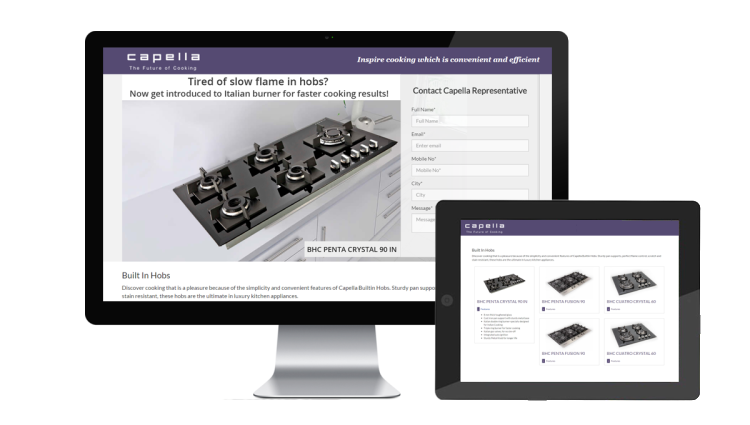 capella
The Future of Cooking
Inspire cooking which is convenient and efficient
Tired of slow flame in hobs?
Now get introduced to Italian burner for faster cooking results!
BHC PENTA CRYSTAL 90 IN
Contact Capella Representative
Full Name*
Full Name
Email*
Enter email
Mobile No*
Mobile No*
City*
City
Message*
Message
Built In Hobs
Discover cooking that is a pleasure because of the simplicity and convenient features of Capella Builtin Hobs. Sturdy pan suppo
stain resistant, these hobs are the ultimate in luxury kitchen appliances.
capella
The Future of Cooking
Built In Hobs
BHC PENTA CRYSTAL 90 IN
BHC PENTA FUSION 90
BHC CUATRO CRYSTAL 60
BHC PENTA FUSION 90
BHC CUATRO CRYSTAL 60